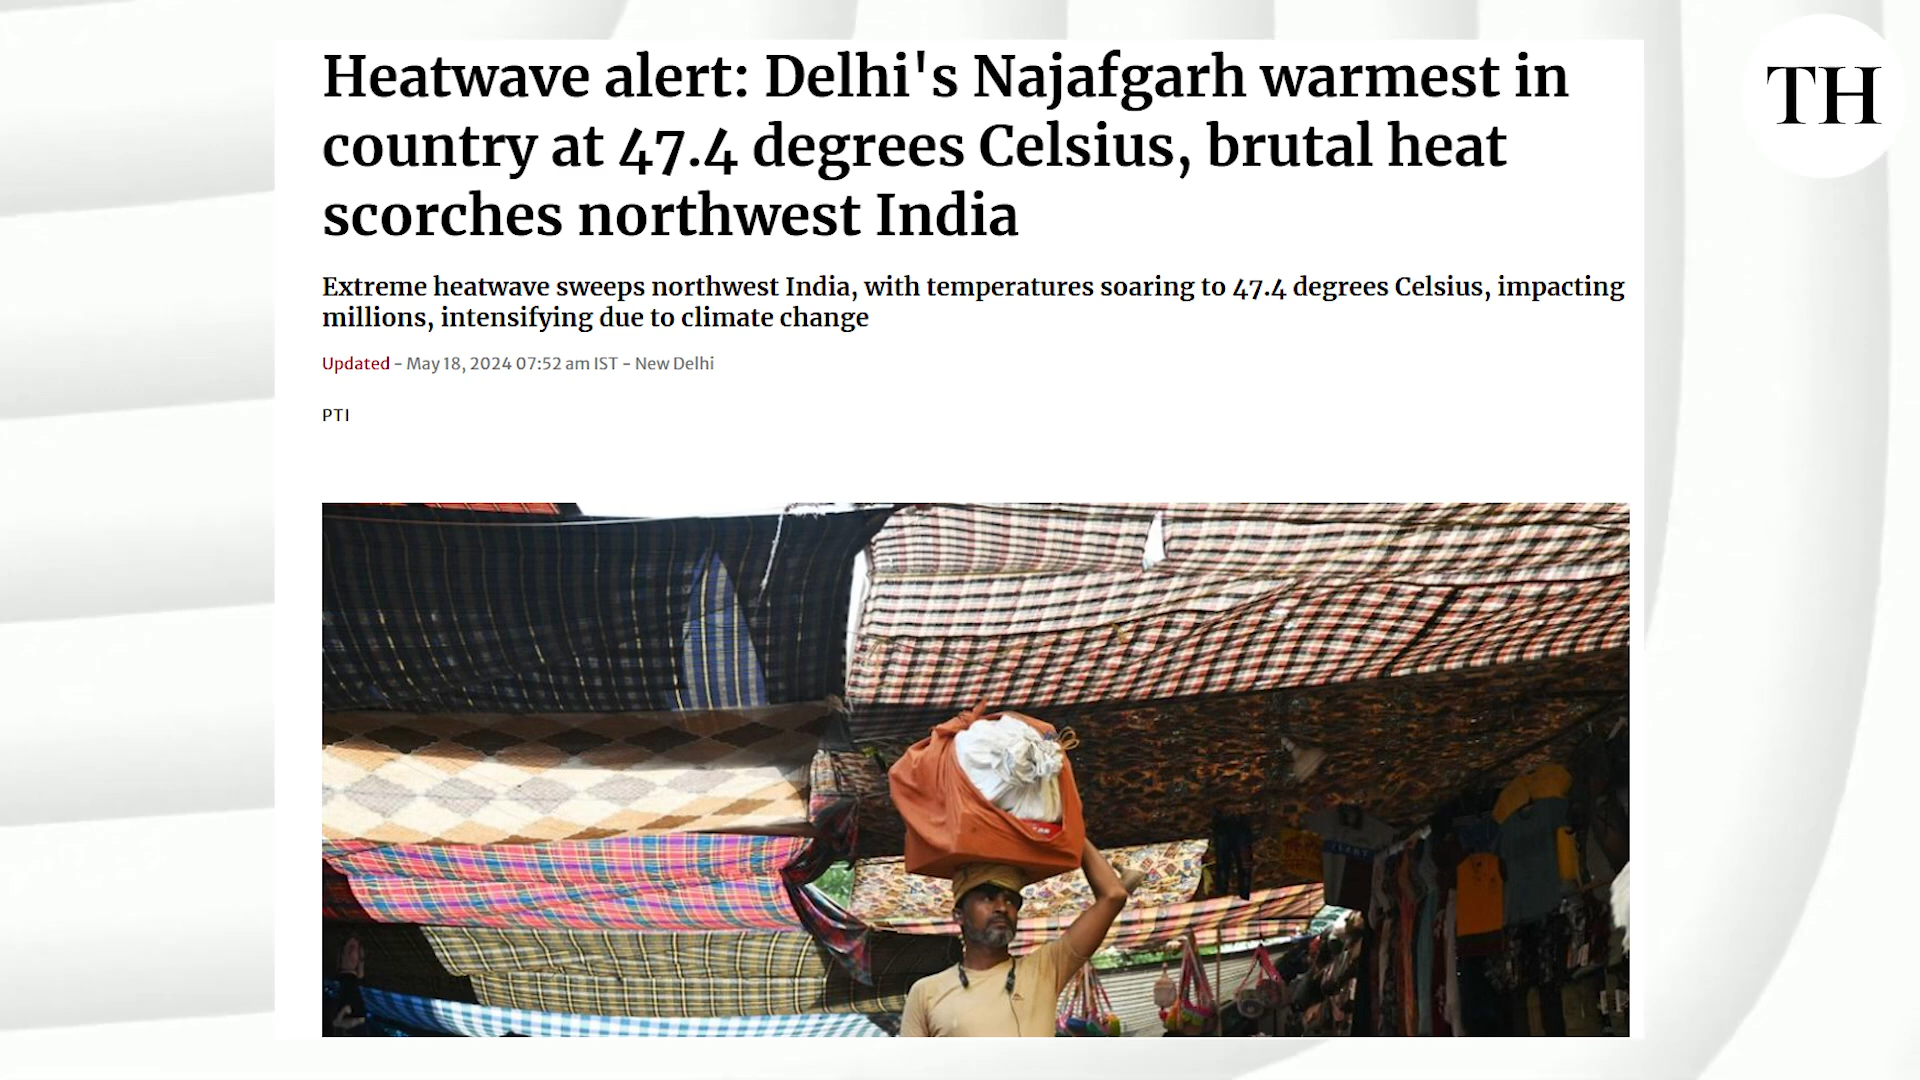 Heatwave alert: Delhi's Najafgarh warmest in
country at 47.4 degrees Celsius, brutal heat
scorches northwest India
TH
Extreme heatwave sweeps northwest India, with temperatures soaring to 47.4 degrees Celsius, impacting
millions, intensifying due to climate change
Updated - May 18, 2024 07:52 am IST - New Delhi
PTI